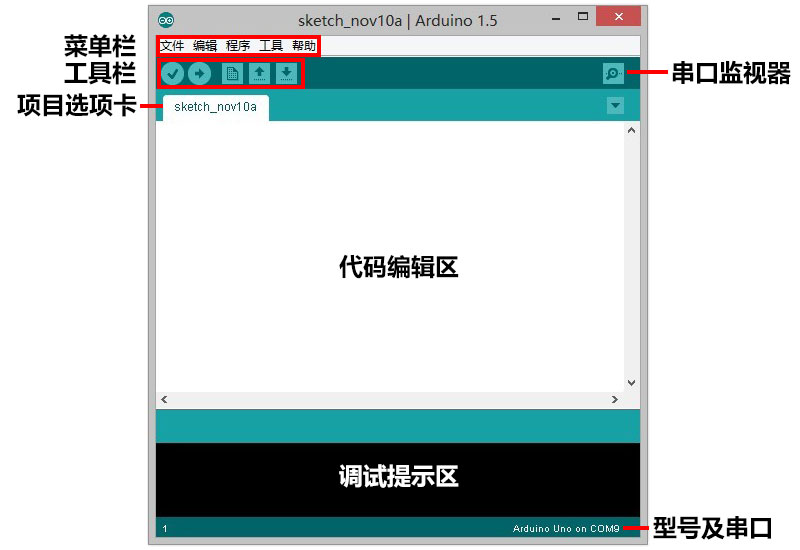 sketch_nov10a | Arduino 1.5
菜单栏
文件 编辑 程序 工具 帮助
工具栏
串口监视器
项目选项卡
sketch_nov10a
代码编辑区
调试提示区
1
Arduino Uno on COM9
型号及串口